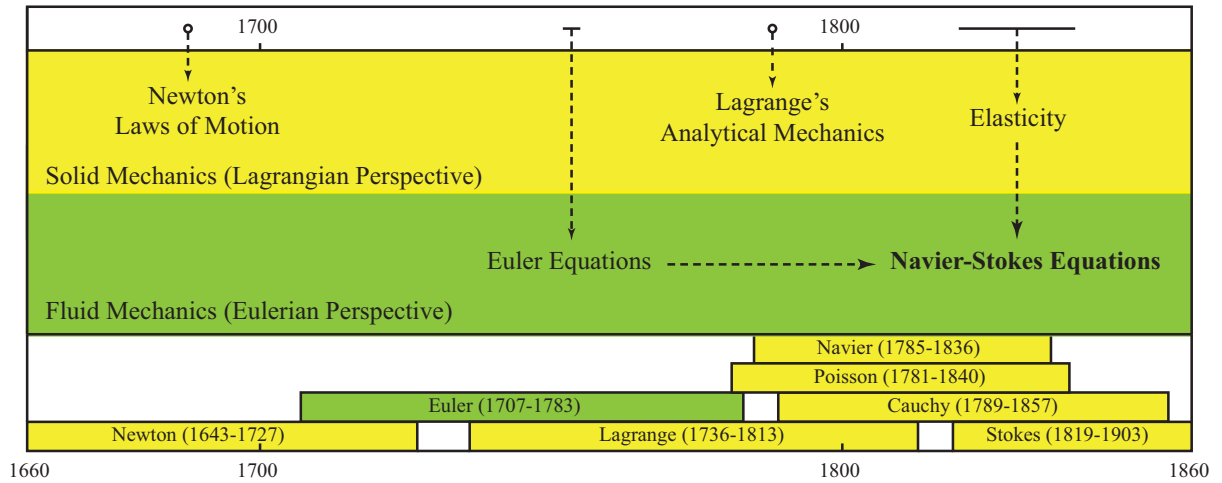 1700 1800
Newton's
Laws of Motion
Lagrange's
Analytical Mechanics
Elasticity
Solid Mechanics (Lagrangian Perspective)
Euler Equations
Navier-Stokes Equations
Fluid Mechanics (Eulerian Perspective)
Navier (1785-1836)
Poisson (1781-1840)
Euler (1707-1783)
Cauchy (1789-1857)
Newton (1643-1727)
Lagrange (1736-1813)
Stokes (1819-1903)
1660 1700 1800 1860